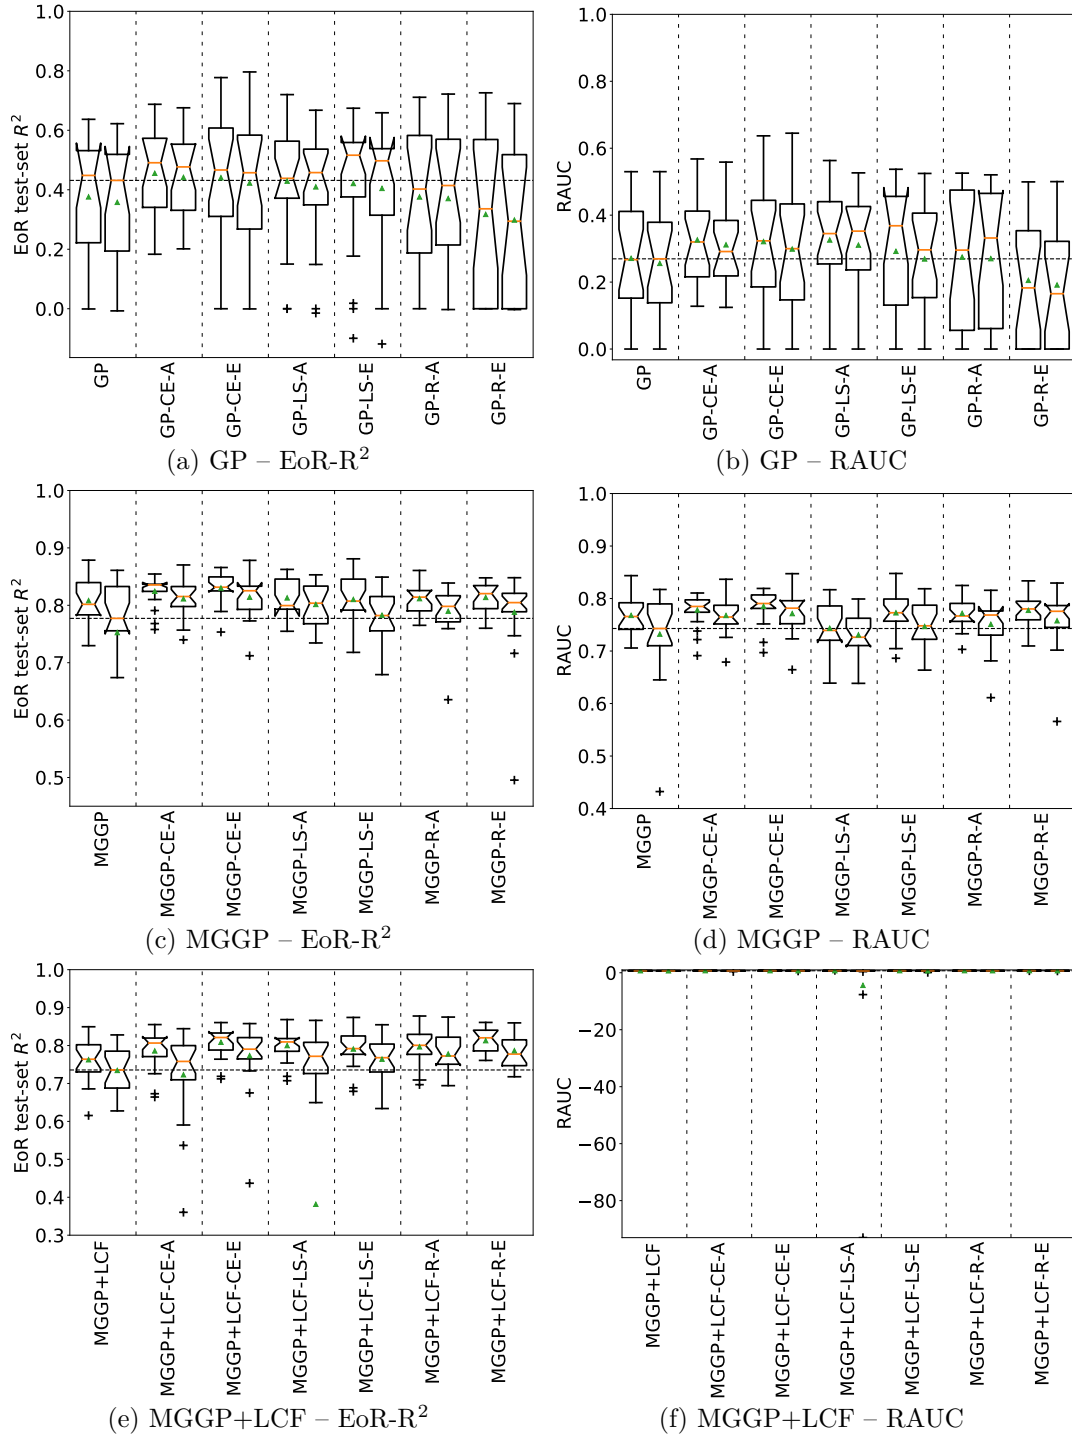 EoR test-set R²
1.0
0.8
0.6
0.4
0.2
0.0
GP
GP-CE-A
GP-CE-E
GP-LS-A
GP-LS-E
GP-R-A
GP-R-E
(a) GP – EoR-R²
RAUC
1.0
0.8
0.6
0.4
0.2
0.0
GP
GP-CE-A
GP-CE-E
GP-LS-A
GP-LS-E
GP-R-A
GP-R-E
(b) GP – RAUC
EoR test-set R²
1.0
0.9
0.8
0.7
0.6
0.5
MGGP
MGGP-CE-A
MGGP-CE-E
MGGP-LS-A
MGGP-LS-E
MGGP-R-A
MGGP-R-E
(c) MGGP – EoR-R²
RAUC
1.0
0.9
0.8
0.7
0.6
0.5
0.4
MGGP
MGGP-CE-A
MGGP-CE-E
MGGP-LS-A
MGGP-LS-E
MGGP-R-A
MGGP-R-E
(d) MGGP – RAUC
EoR test-set R²
1.0
0.9
0.8
0.7
0.6
0.5
0.4
0.3
MGGP+LCF
MGGP+LCF-CE-A
MGGP+LCF-CE-E
MGGP+LCF-LS-A
MGGP+LCF-LS-E
MGGP+LCF-R-A
MGGP+LCF-R-E
(e) MGGP+LCF – EoR-R²
RAUC
0
−20
−40
−60
−80
MGGP+LCF
MGGP+LCF-CE-A
MGGP+LCF-CE-E
MGGP+LCF-LS-A
MGGP+LCF-LS-E
MGGP+LCF-R-A
MGGP+LCF-R-E
(f) MGGP+LCF – RAUC